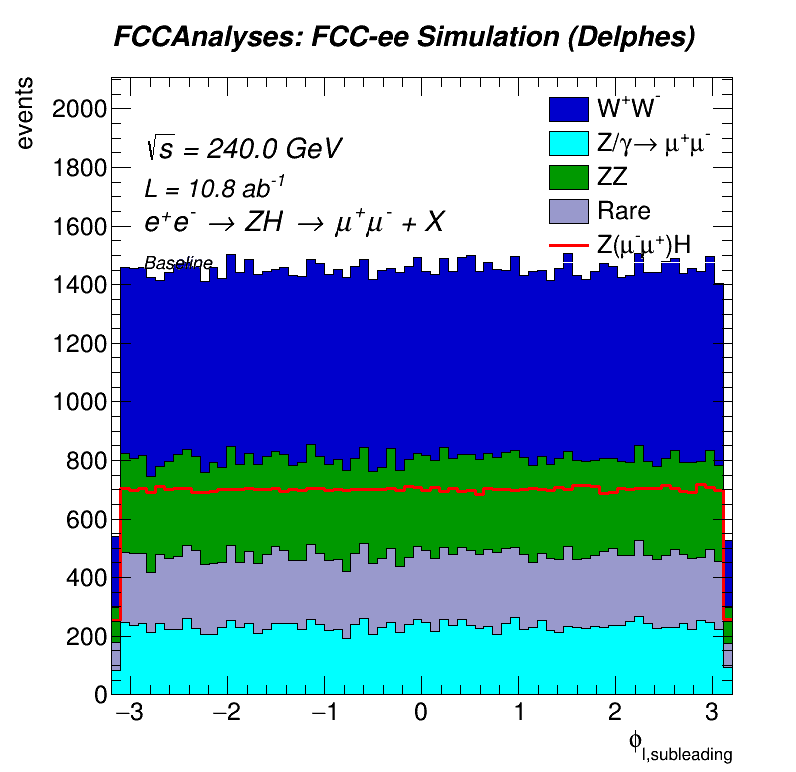 FCCAnalyses: FCC-ee Simulation (Delphes)
events
2000
1800
1600
1400
1200
1000
800
600
400
200
0
√s = 240.0 GeV
L = 10.8 ab⁻¹
e⁺e⁻ → ZH → μ⁺μ⁻ + X
Baseline
W⁺W⁻
Z/γ→ μ⁺μ⁻
ZZ
Rare
Z(μ⁻μ⁺)H
−3 −2 −1 0 1 2 3
ϕl,subleading